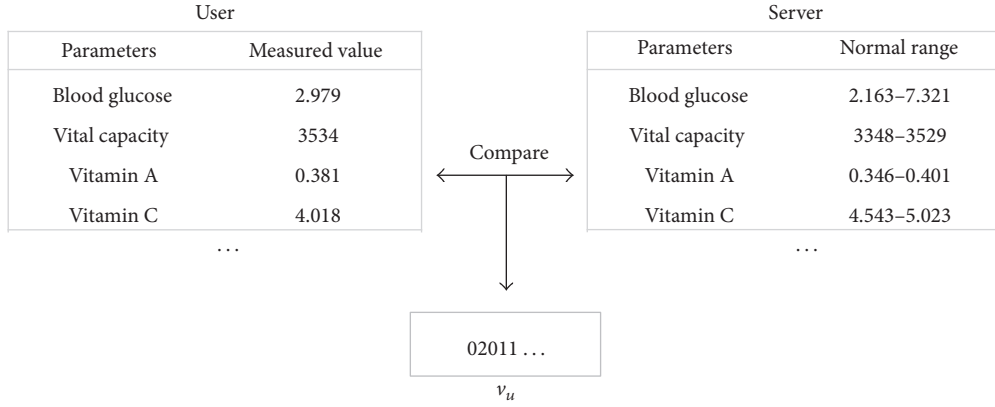 User
Parameters Measured value
Blood glucose 2.979
Vital capacity 3534
Vitamin A 0.381
Vitamin C 4.018
...
Compare
Server
Parameters Normal range
Blood glucose 2.163–7.321
Vital capacity 3348–3529
Vitamin A 0.346–0.401
Vitamin C 4.543–5.023
...
02011 ...
v_u